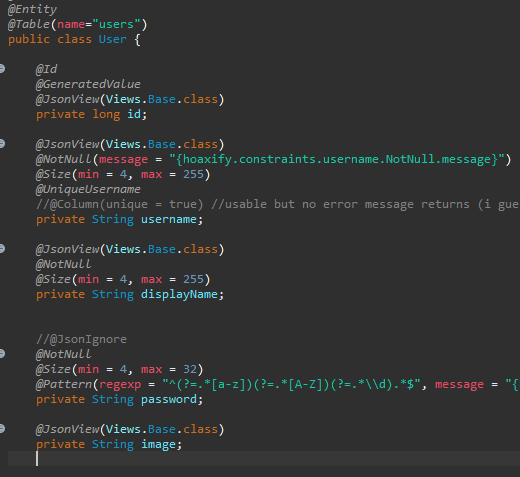 @Entity
@Table(name="users")
public class User {
@Id
@GeneratedValue
@JsonView(Views.Base.class)
private long id;
@JsonView(Views.Base.class)
@NotNull(message = "{hoaxify.constraints.username.NotNull.message}")
@Size(min = 4, max = 255)
@UniqueUsername
//@Column(unique = true) //usable but no error message returns (i gue
private String username;
@JsonView(Views.Base.class)
@NotNull
@Size(min = 4, max = 255)
private String displayName;
//@JsonIgnore
@NotNull
@Size(min = 4, max = 32)
@Pattern(regexp = "^(?=.*[a-z])(?=.*[A-Z])(?=.*\\d).*$", message = "{
private String password;
@JsonView(Views.Base.class)
private String image;